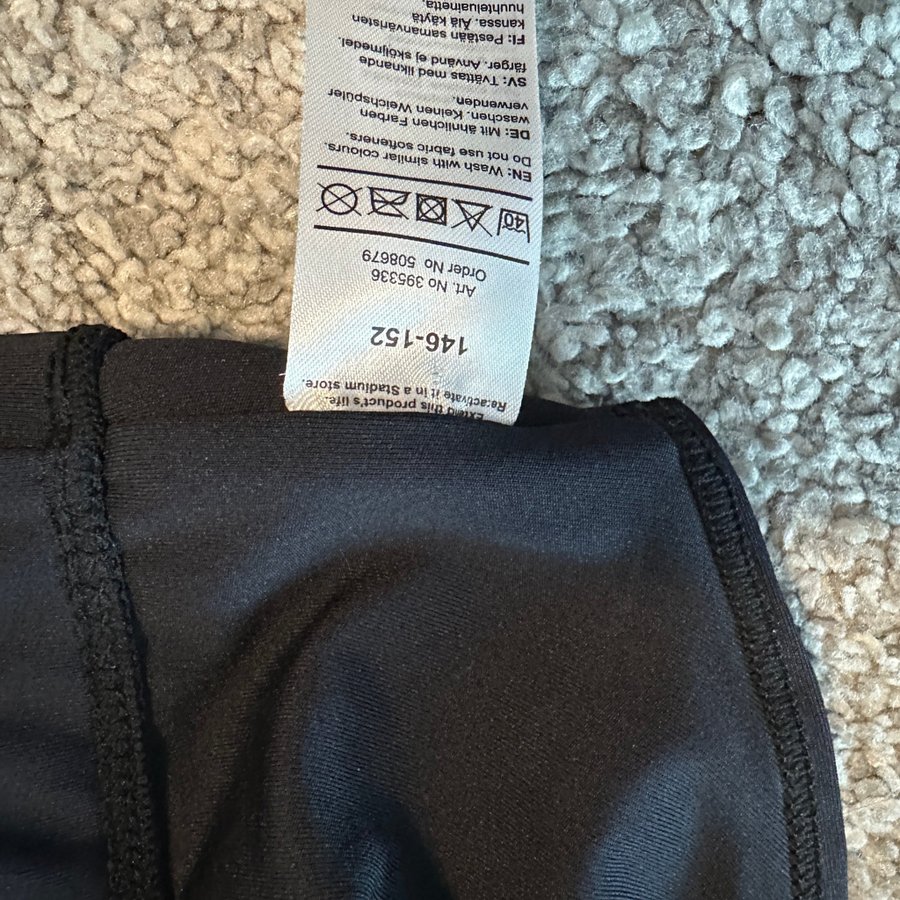 Extend this product's life.
Re:activate it in a Stadium store.
146-152
Art. No 395336
Order No 508679
40
EN: Wash with similar colours.
Do not use fabric softeners.
DE: Mit ähnlichen Farben
waschen. Keinen Weichspüler
verwenden.
SV: Tvättas med liknande
färger. Använd ej sköljmedel.
FI: Pestään samanväristen
kanssa. Älä käytä
huuhteluainetta.